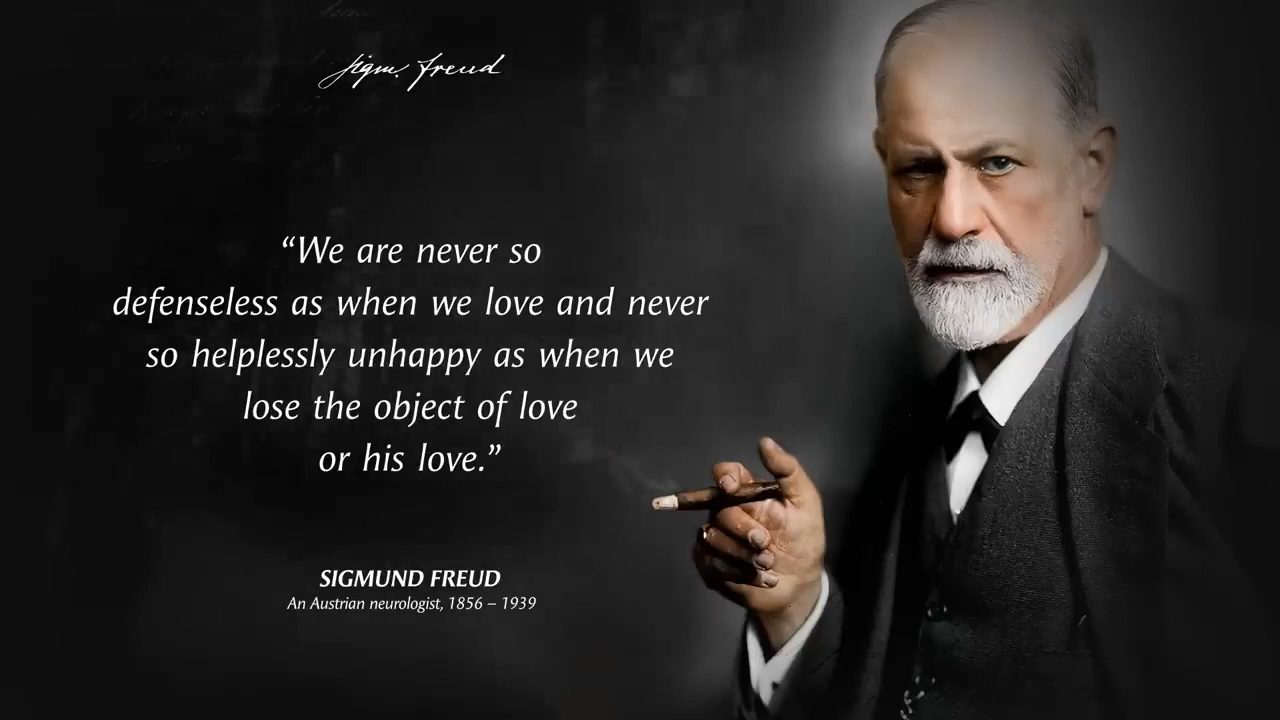 Sigm. Freud
“We are never so
defenseless as when we love and never
so helplessly unhappy as when we
lose the object of love
or his love.”
SIGMUND FREUD
An Austrian neurologist, 1856 – 1939